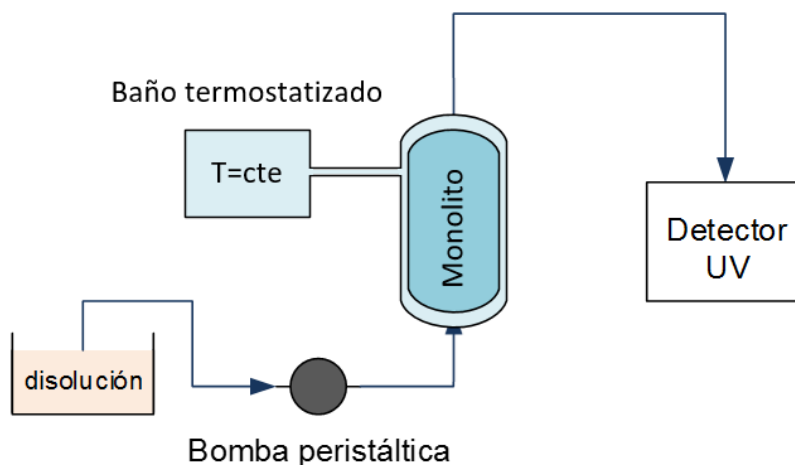 Baño termostatizado
T=cte
Monolito
Detector
UV
disolución
Bomba peristáltica